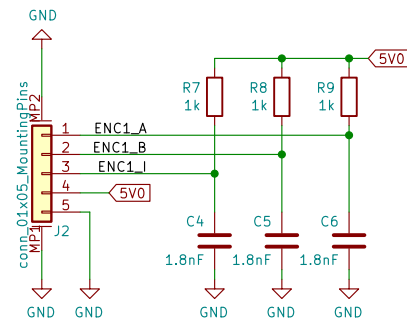 GND
5V0
MP2
R7
1k
R8
1k
R9
1k
conn_01x05_MountingPins
1 ENC1_A
2 ENC1_B
3 ENC1_I
4 5V0
5
J2
MP1
C4
1.8nF
C5
1.8nF
C6
1.8nF
GND GND GND GND GND